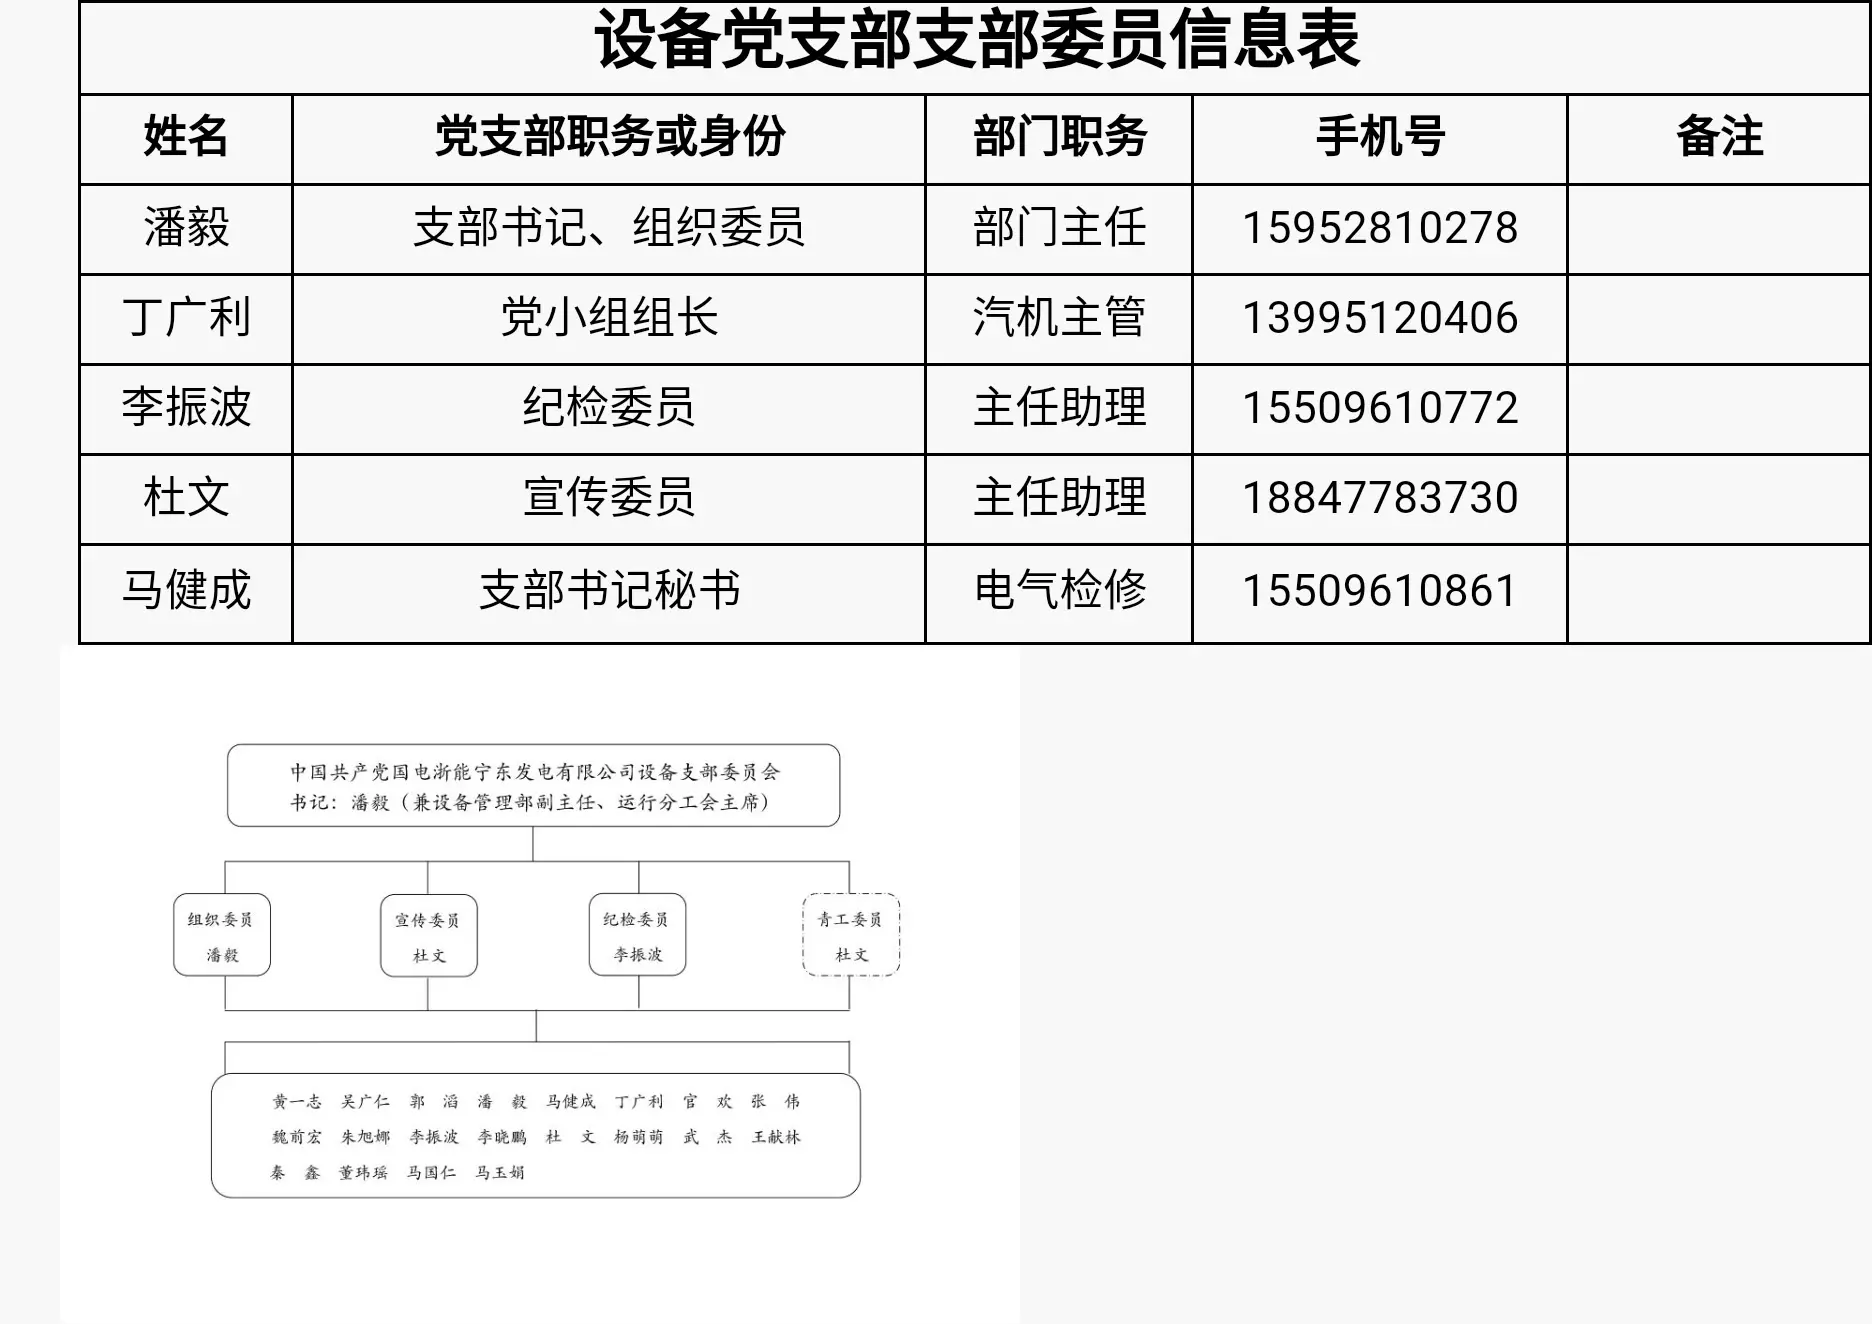 设备党支部支部委员信息表
姓名 党支部职务或身份 部门职务 手机号 备注
潘毅 支部书记、组织委员 部门主任 15952810278
丁广利 党小组组长 汽机主管 13995120406
李振波 纪检委员 主任助理 15509610772
杜文 宣传委员 主任助理 18847783730
马健成 支部书记秘书 电气检修 15509610861
中国共产党国电浙能宁东发电有限公司设备支部委员会
书记：潘毅（兼设备管理部副主任、运行分工会主席）
组织委员 宣传委员 纪检委员 青工委员
潘毅 杜文 李振波 杜文
黄一志 吴广仁 郭 滔 潘 毅 马健成 丁广利 官 欢 张 伟
魏前宏 朱旭娜 李振波 李晓鹏 杜 文 杨萌萌 武 杰 王献林
秦 鑫 董玮瑶 马国仁 马玉娟